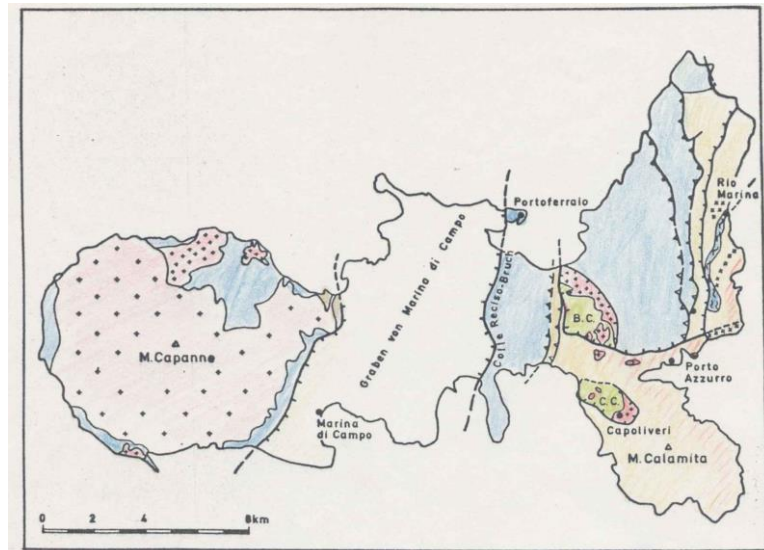 Portoferraio
Rio
Marina
Graben von Marina di Campo
Colle Reciso-Bruch
B.C.
M.Capanne
Porto
Azzurro
Marina
di Campo
C.C.
Capoliveri
M.Calamita
0 2 4 8km